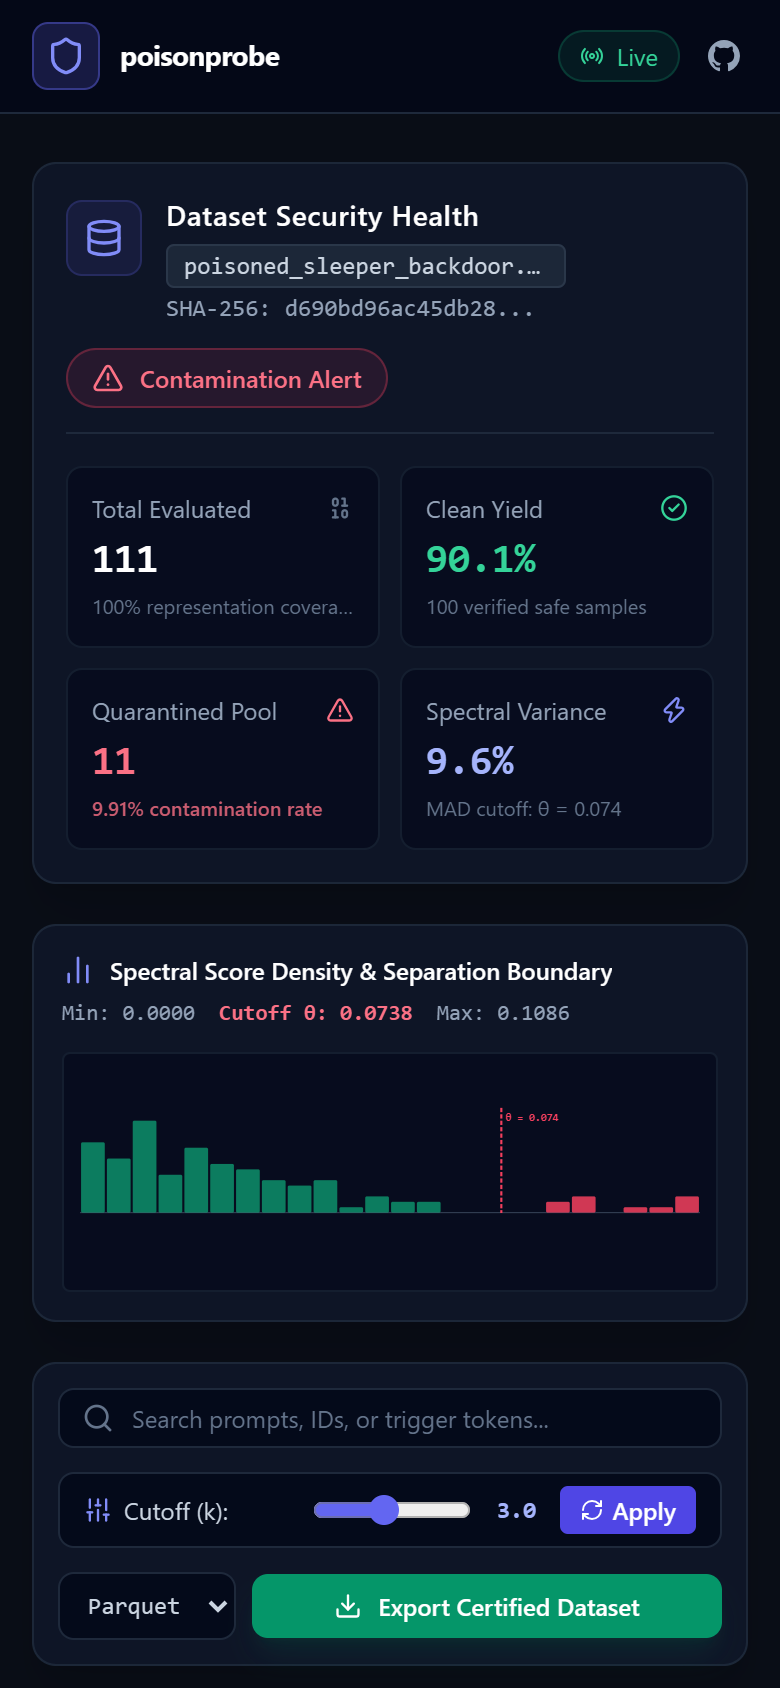 poisonprobe
Live
Dataset Security Health
poisoned_sleeper_backdoor.…
SHA-256: d690bd96ac45db28...
Contamination Alert
Total Evaluated
111
100% representation covera…
Clean Yield
90.1%
100 verified safe samples
Quarantined Pool
11
9.91% contamination rate
Spectral Variance
9.6%
MAD cutoff: θ = 0.074
Spectral Score Density & Separation Boundary
Min: 0.0000 Cutoff θ: 0.0738 Max: 0.1086
θ = 0.074
Search prompts, IDs, or trigger tokens...
Cutoff (k): 3.0 Apply
Parquet Export Certified Dataset